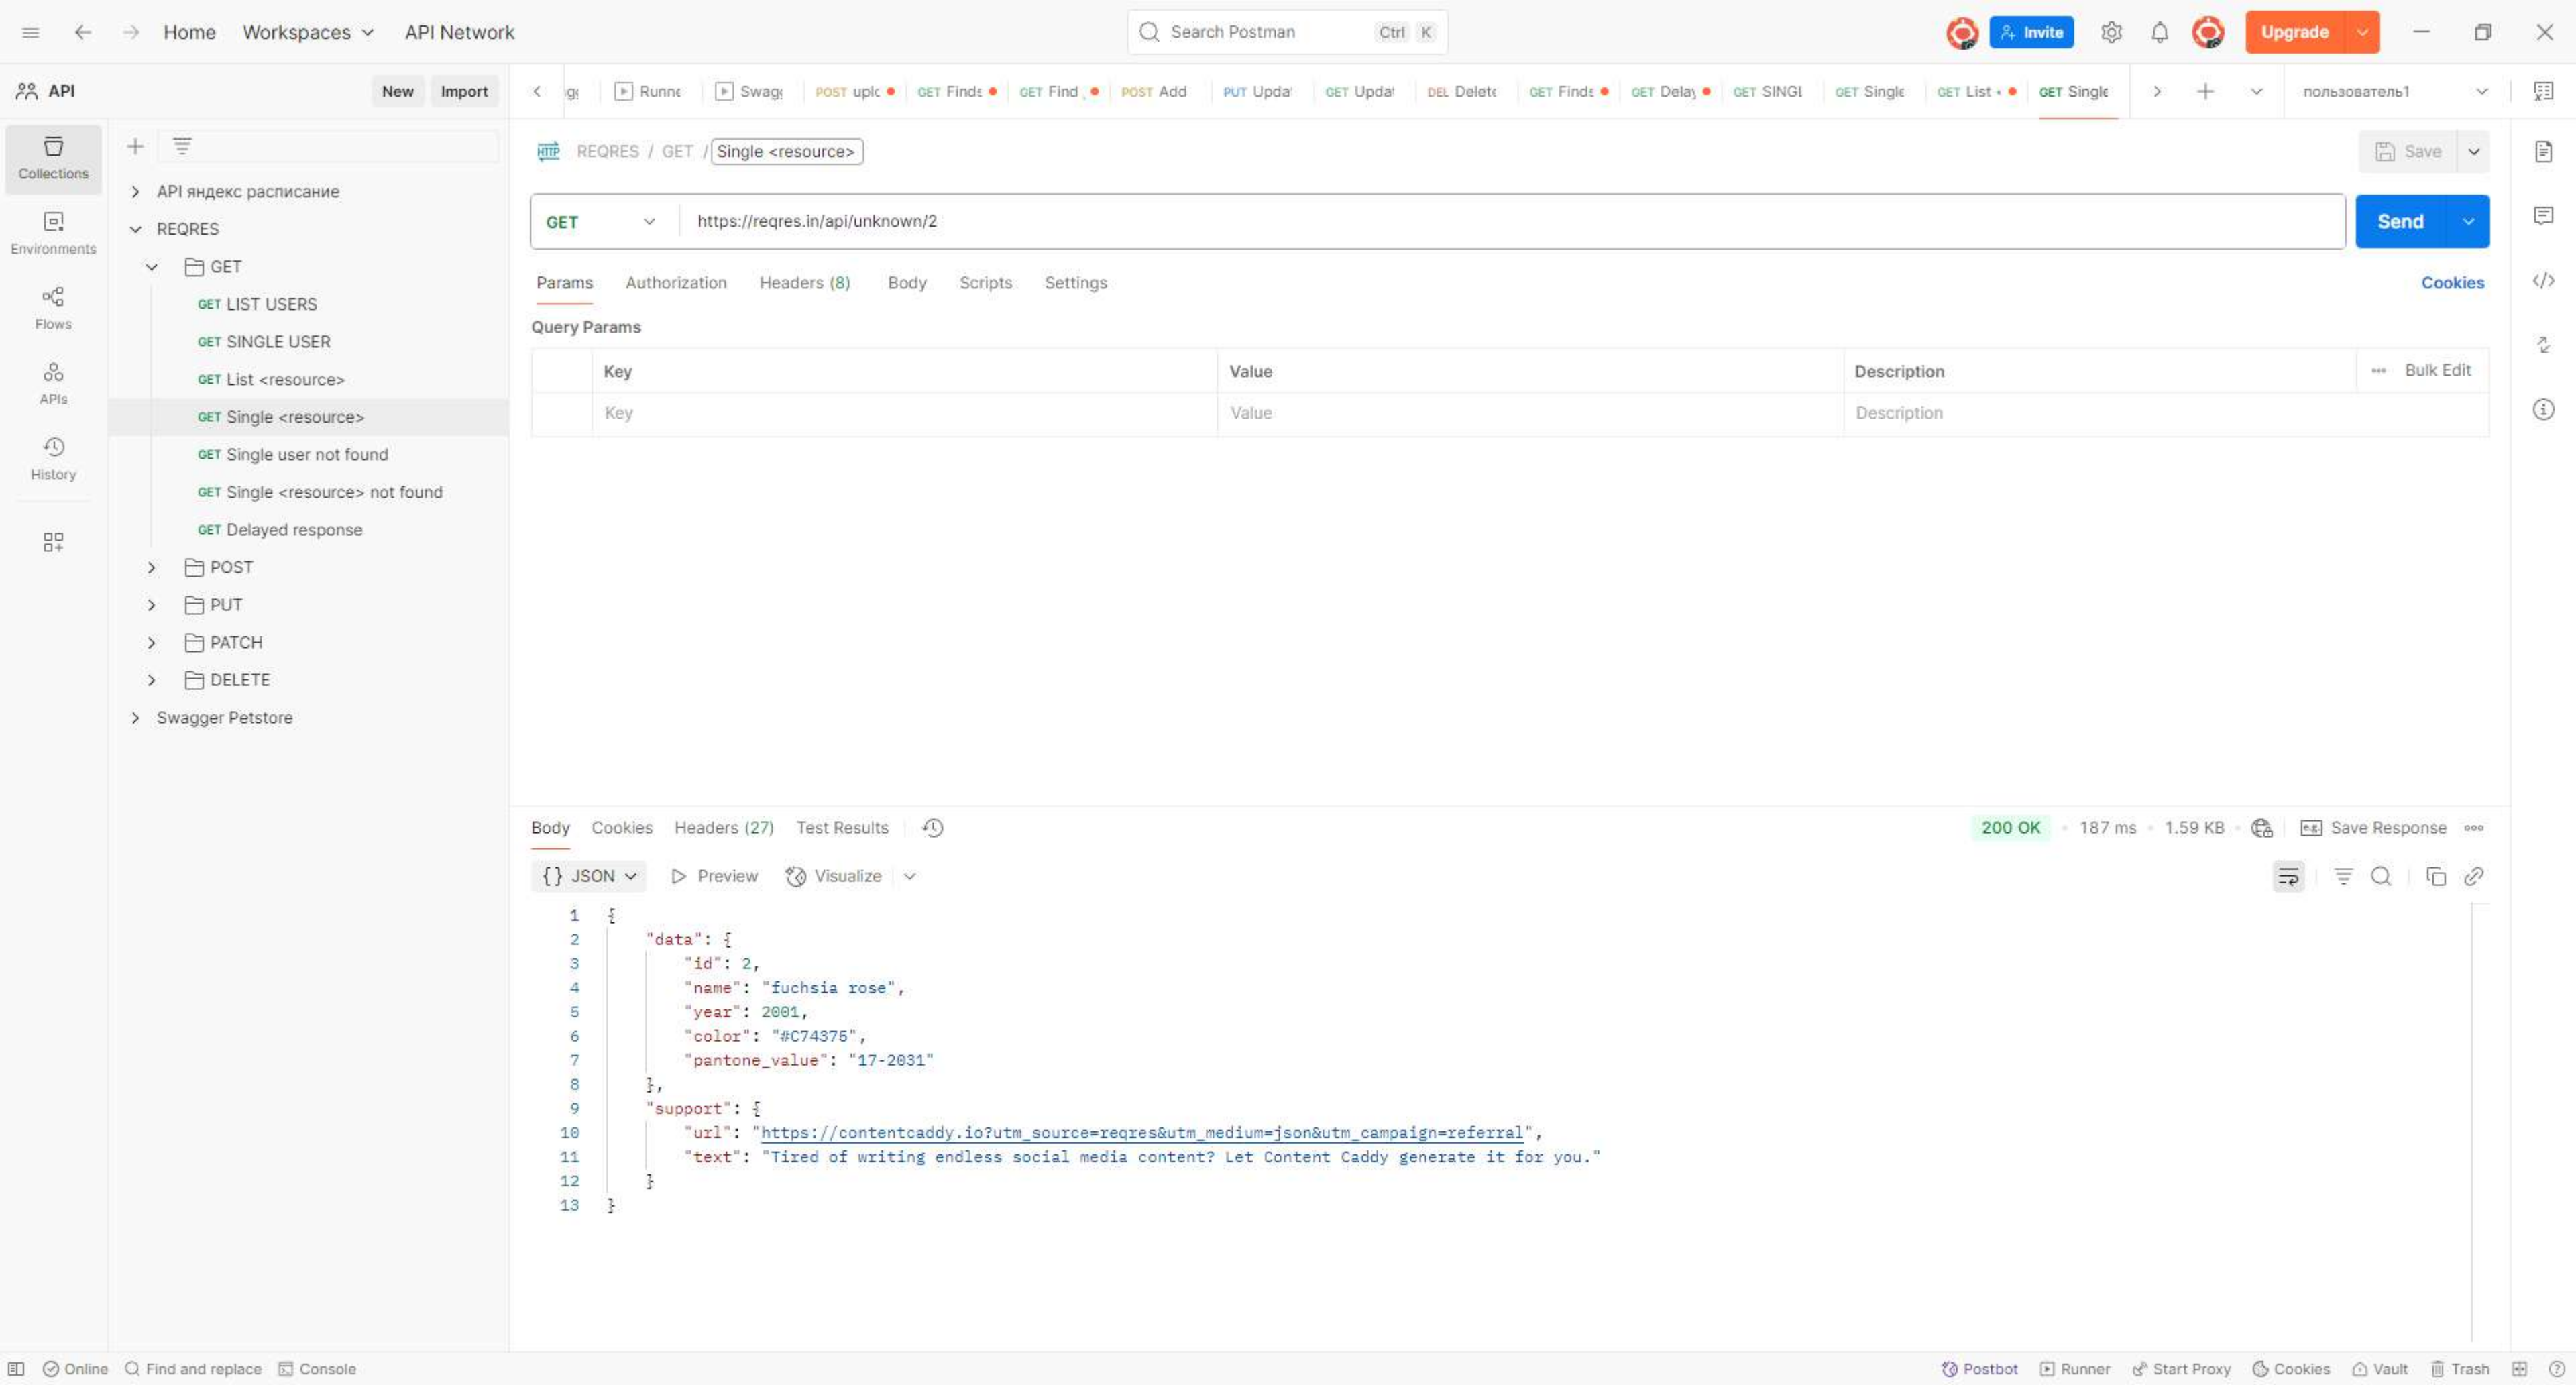 Home Workspaces API Network Search Postman Ctrl K Invite Upgrade
API New Import Runne Swag POST uplc GET Finds GET Find POST Add PUT Upda GET Updat DEL Delete GET Finds GET Delay GET SINGL GET Single GET List GET Single пользователь1
Collections
Environments
Flows
APIs
History
API яндекс расписание
REQRES
GET
GET LIST USERS
GET SINGLE USER
GET List <resource>
GET Single <resource>
GET Single user not found
GET Single <resource> not found
GET Delayed response
POST
PUT
PATCH
DELETE
Swagger Petstore
HTTP REQRES / GET / Single <resource> Save
GET https://reqres.in/api/unknown/2 Send
Params Authorization Headers (8) Body Scripts Settings Cookies
Query Params
Key Value Description Bulk Edit
Key Value Description
Body Cookies Headers (27) Test Results 200 OK 187 ms 1.59 KB e.g. Save Response
{} JSON Preview Visualize
1 {
2 "data": {
3 "id": 2,
4 "name": "fuchsia rose",
5 "year": 2001,
6 "color": "#C74375",
7 "pantone_value": "17-2031"
8 },
9 "support": {
10 "url": "https://contentcaddy.io?utm_source=reqres&utm_medium=json&utm_campaign=referral",
11 "text": "Tired of writing endless social media content? Let Content Caddy generate it for you."
12 }
13 }
Online Find and replace Console Postbot Runner Start Proxy Cookies Vault Trash